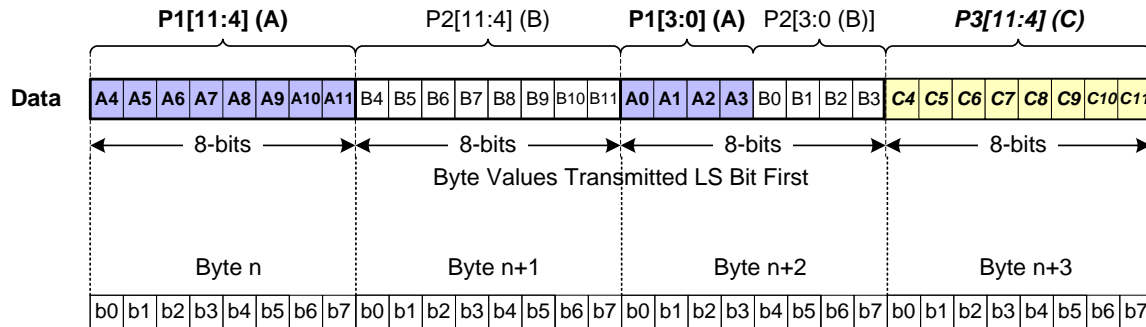 P1[11:4] (A) P2[11:4] (B) P1[3:0] (A) P2[3:0 (B)] P3[11:4] (C)
Data A4 A5 A6 A7 A8 A9 A10 A11 B4 B5 B6 B7 B8 B9 B10 B11 A0 A1 A2 A3 B0 B1 B2 B3 C4 C5 C6 C7 C8 C9 C10 C11
8-bits 8-bits 8-bits 8-bits
Byte Values Transmitted LS Bit First
Byte n Byte n+1 Byte n+2 Byte n+3
b0 b1 b2 b3 b4 b5 b6 b7 b0 b1 b2 b3 b4 b5 b6 b7 b0 b1 b2 b3 b4 b5 b6 b7 b0 b1 b2 b3 b4 b5 b6 b7